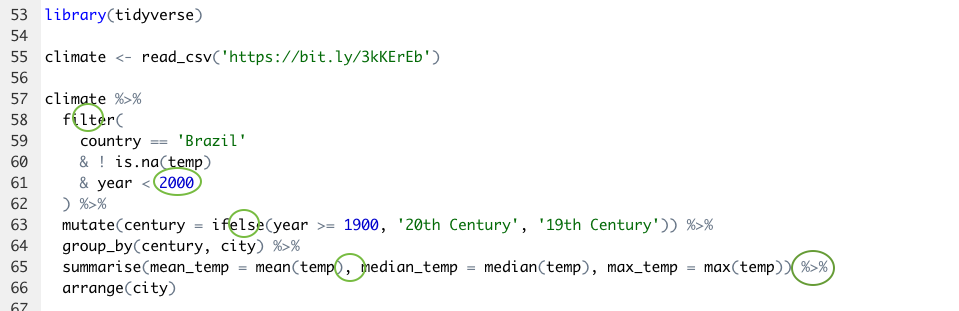 53 library(tidyverse)
54
55 climate <- read_csv('https://bit.ly/3kKErEb')
56
57 climate %>%
58   filter(
59     country == 'Brazil'
60     & ! is.na(temp)
61     & year < 2000
62   ) %>%
63   mutate(century = ifelse(year >= 1900, '20th Century', '19th Century')) %>%
64   group_by(century, city) %>%
65   summarise(mean_temp = mean(temp), median_temp = median(temp), max_temp = max(temp)) %>%
66   arrange(city)
67